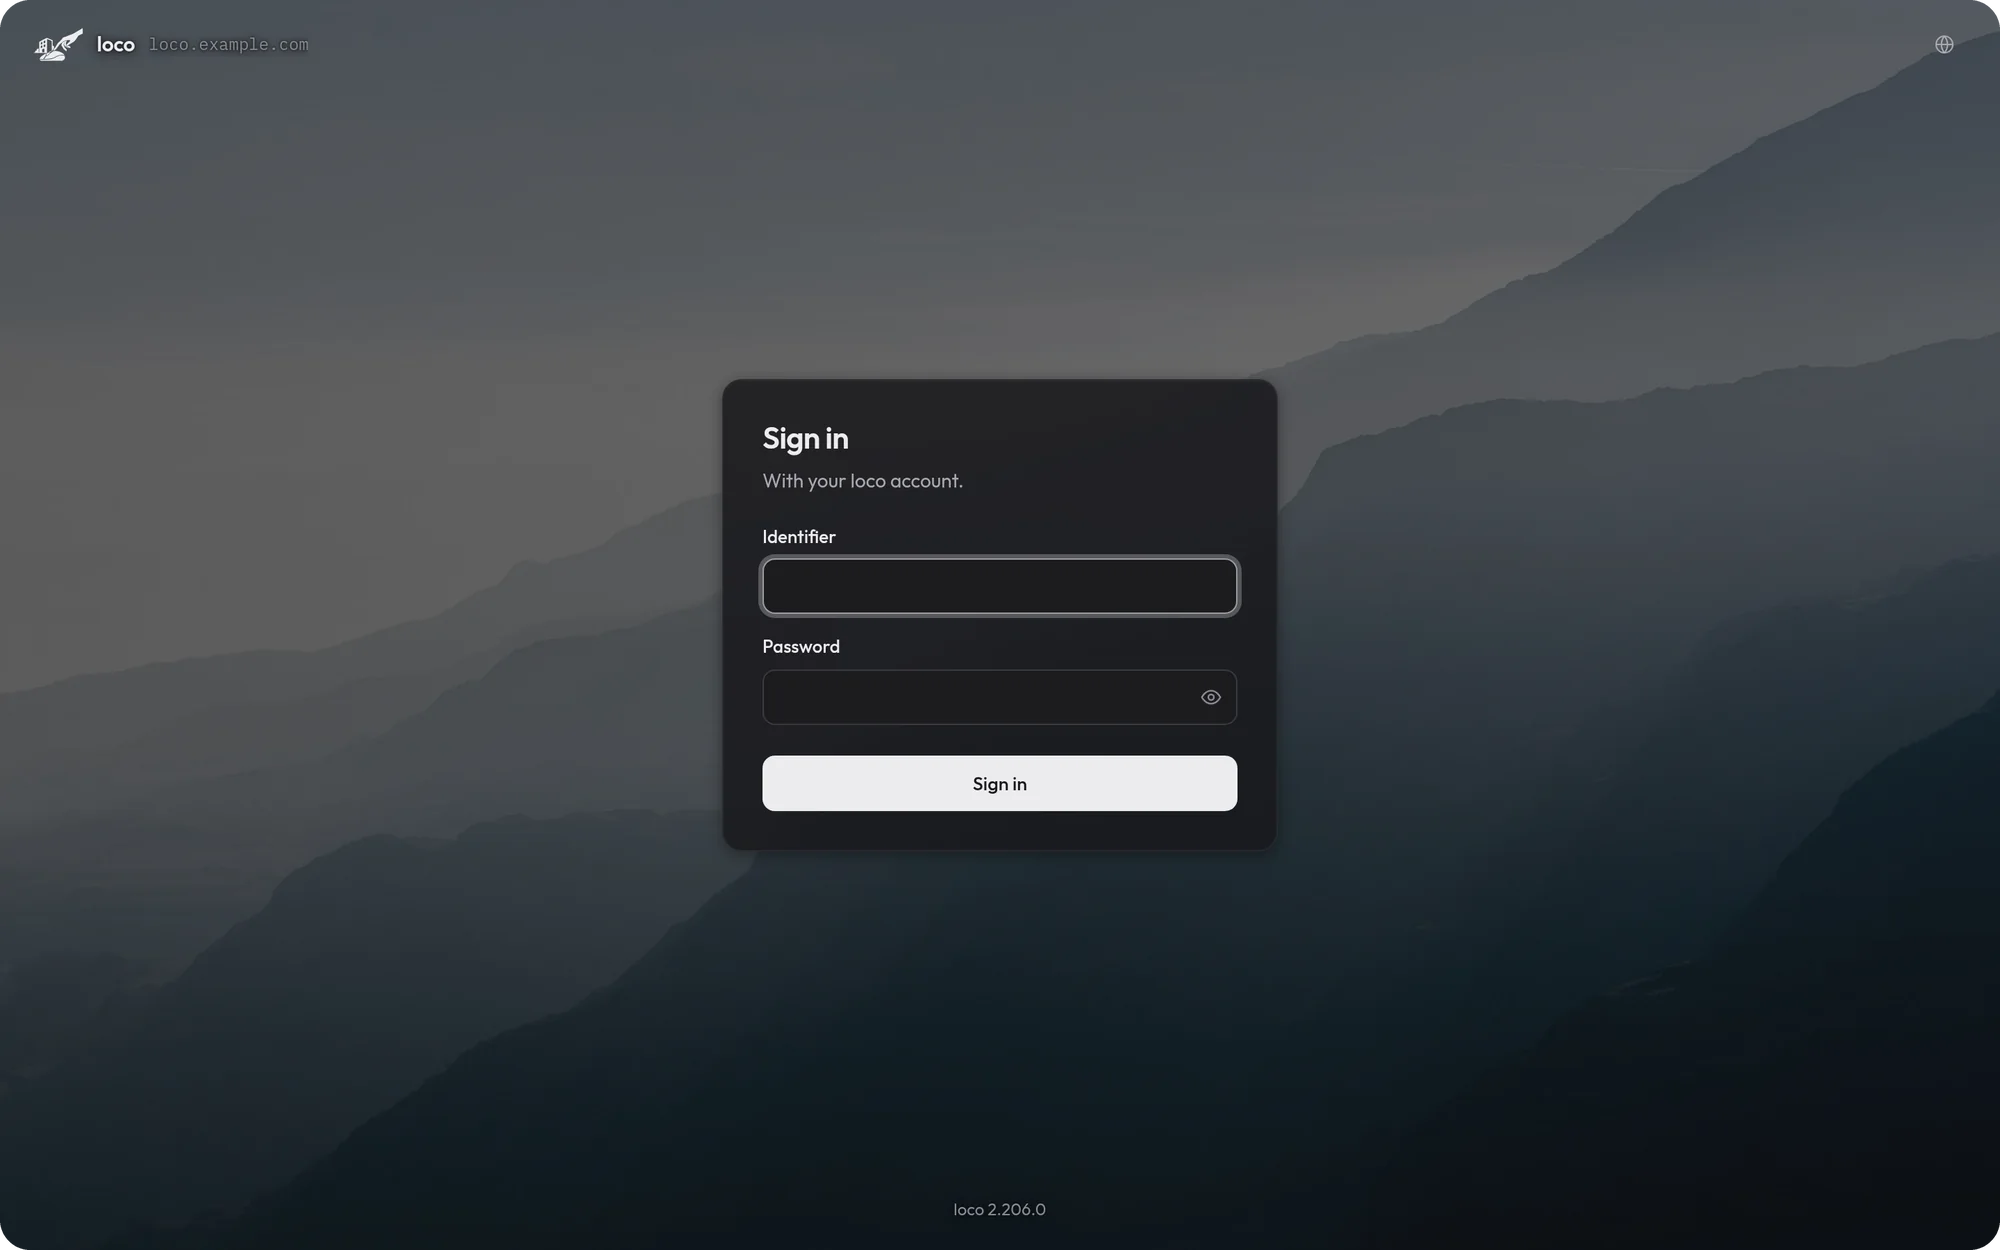 loco loco.example.com
Sign in
With your loco account.
Identifier
Password
Sign in
loco 2.206.0